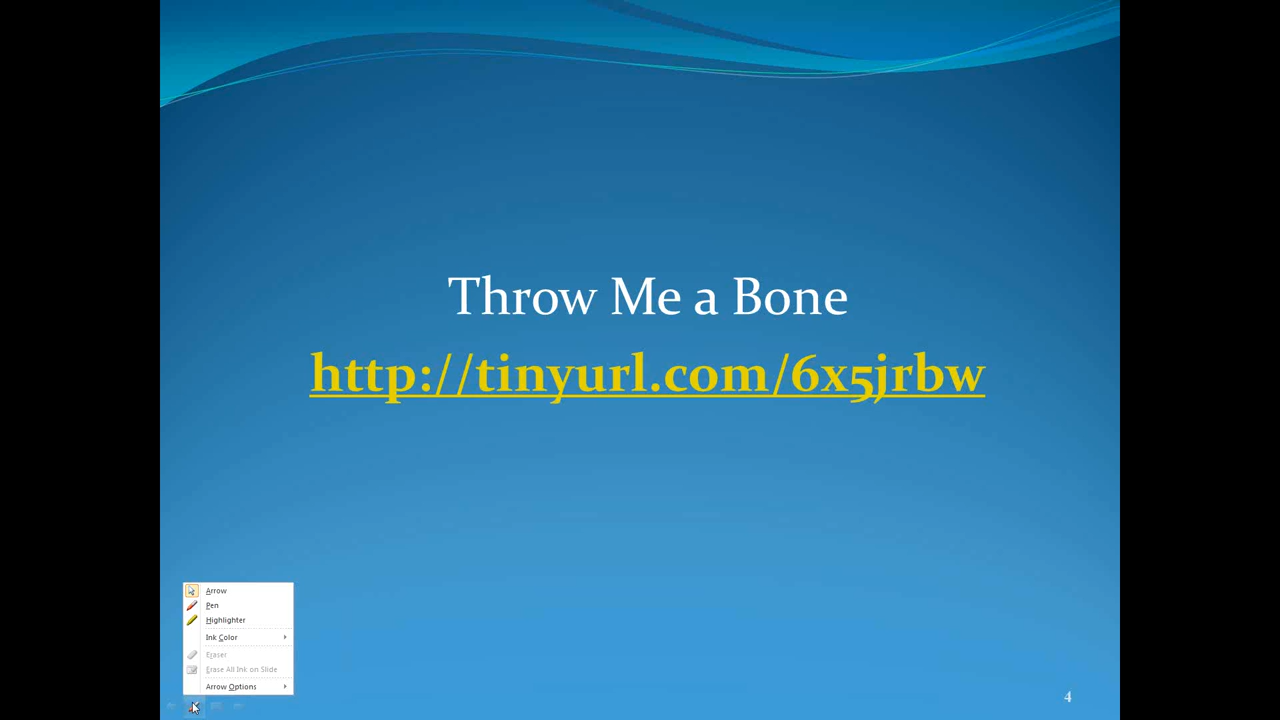 Throw Me a Bone
http://tinyurl.com/6x5jrbw
Arrow
Pen
Highlighter
Ink Color
Eraser
Erase All Ink on Slide
Arrow Options
4